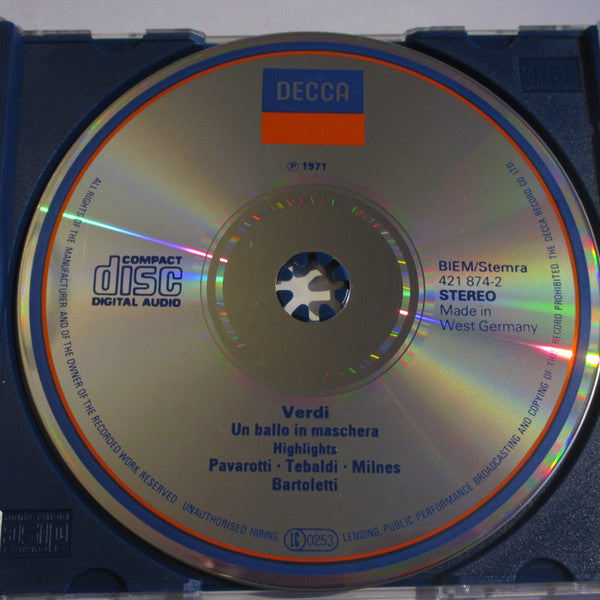 DECCA
℗ 1971
COMPACT
disc
DIGITAL AUDIO
BIEM/Stemra
421 874-2
STEREO
Made in
West Germany
Verdi
Un ballo in maschera
Highlights
Pavarotti · Tebaldi · Milnes
Bartoletti
ALL RIGHTS OF THE MANUFACTURER AND OF THE OWNER OF THE RECORDED WORK RESERVED. UNAUTHORISED HIRING, LENDING PUBLIC PERFORMANCE BROADCASTING AND COPYING OF THE RECORD PROHIBITED. THE DECCA RECORD CO. LTD.
LC 0253
disc